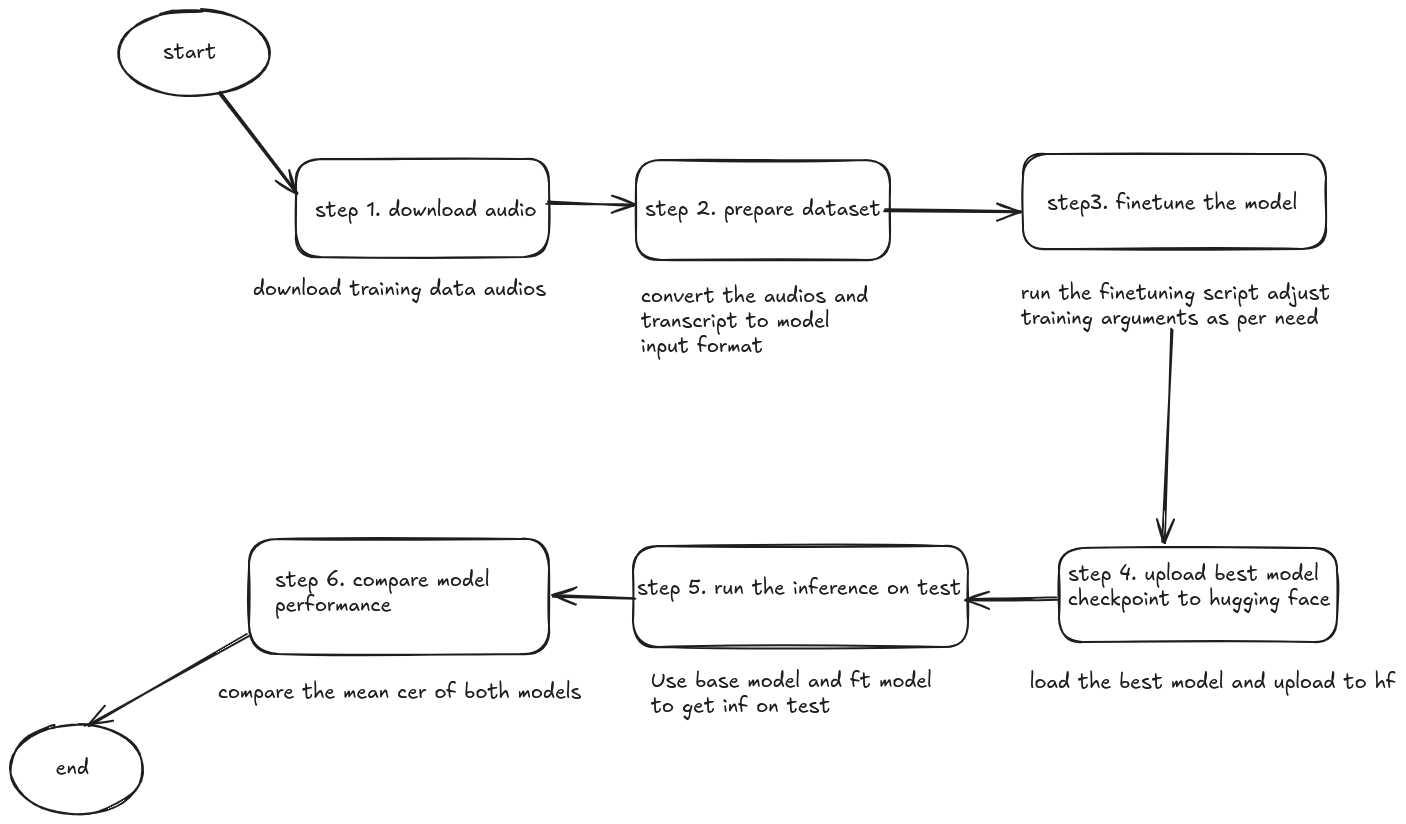 start
step 1. download audio
download training data audios
step 2. prepare dataset
convert the audios and
transcript to model
input format
step3. finetune the model
run the finetuning script adjust
training arguments as per need
step 4. upload best model
checkpoint to hugging face
load the best model and upload to hf
step 5. run the inference on test
Use base model and ft model
to get inf on test
step 6. compare model
performance
compare the mean cer of both models
end